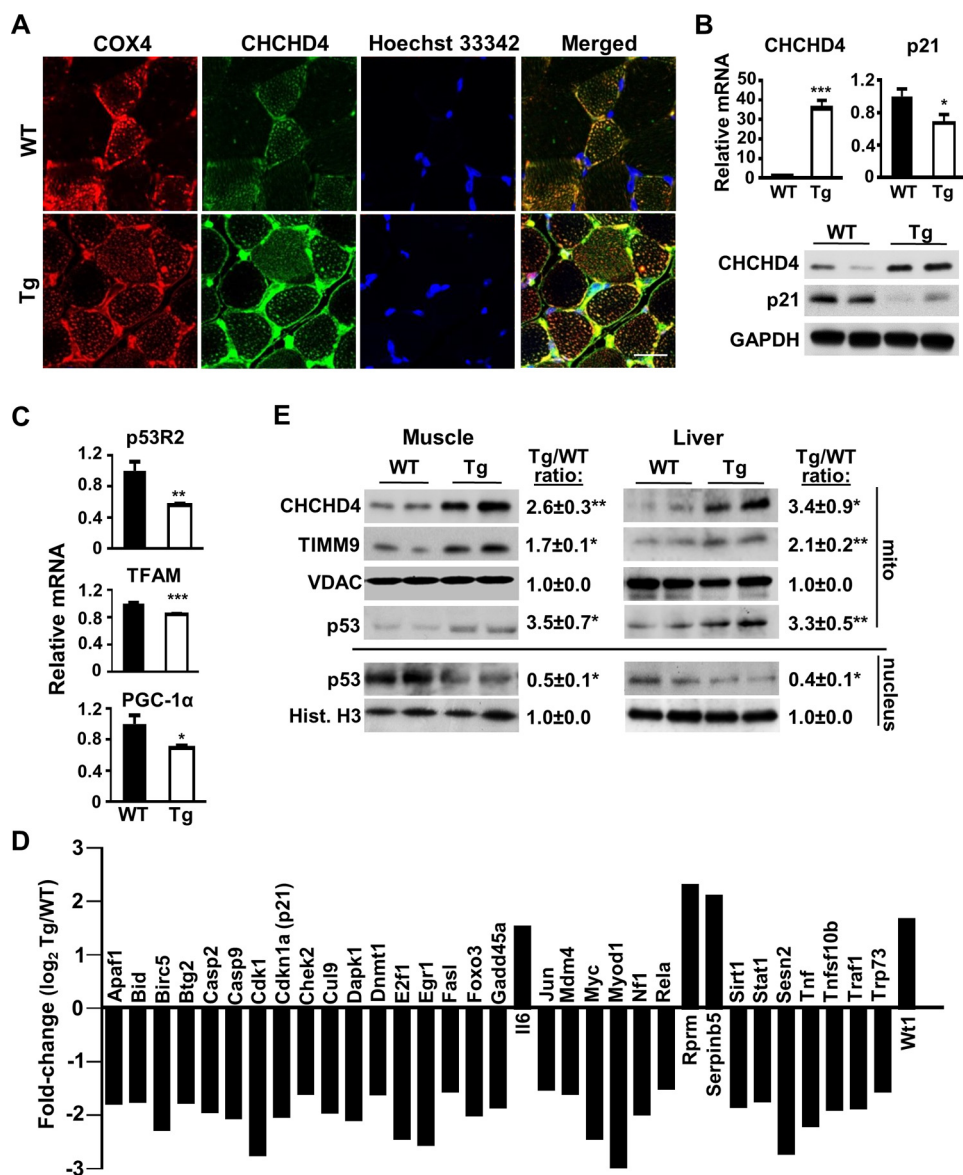 A
COX4 CHCHD4 Hoechst 33342 Merged
WT
Tg
B
CHCHD4 p21
Relative mRNA
50
40
30
20
10
0
***
WT Tg
1.2
0.8
0.4
0
*
WT Tg
WT Tg
CHCHD4
p21
GAPDH
C
Relative mRNA
p53R2
1.2
0.8
0.4
0
**
TFAM
1.2
0.8
0.4
0
***
PGC-1α
1.2
0.8
0.4
0
*
WT Tg
E
Muscle Liver
WT Tg Tg/WT ratio: WT Tg Tg/WT ratio:
CHCHD4 2.6±0.3** 3.4±0.9*
TIMM9 1.7±0.1* 2.1±0.2**
VDAC 1.0±0.0 1.0±0.0
p53 3.5±0.7* 3.3±0.5**
mito
p53 0.5±0.1* 0.4±0.1*
Hist. H3 1.0±0.0 1.0±0.0
nucleus
D
Fold-change (log2 Tg/WT)
3
2
1
0
-1
-2
-3
Apaf1
Bid
Birc5
Btg2
Casp2
Casp9
Cdk1
Cdkn1a (p21)
Chek2
Cul9
Dapk1
Dnmt1
E2f1
Egr1
Fasl
Foxo3
Gadd45a
Il6
Jun
Mdm4
Myc
Myod1
Nf1
Rela
Rprm
Serpinb5
Sirt1
Stat1
Sesn2
Tnf
Tnfsf10b
Traf1
Trp73
Wt1